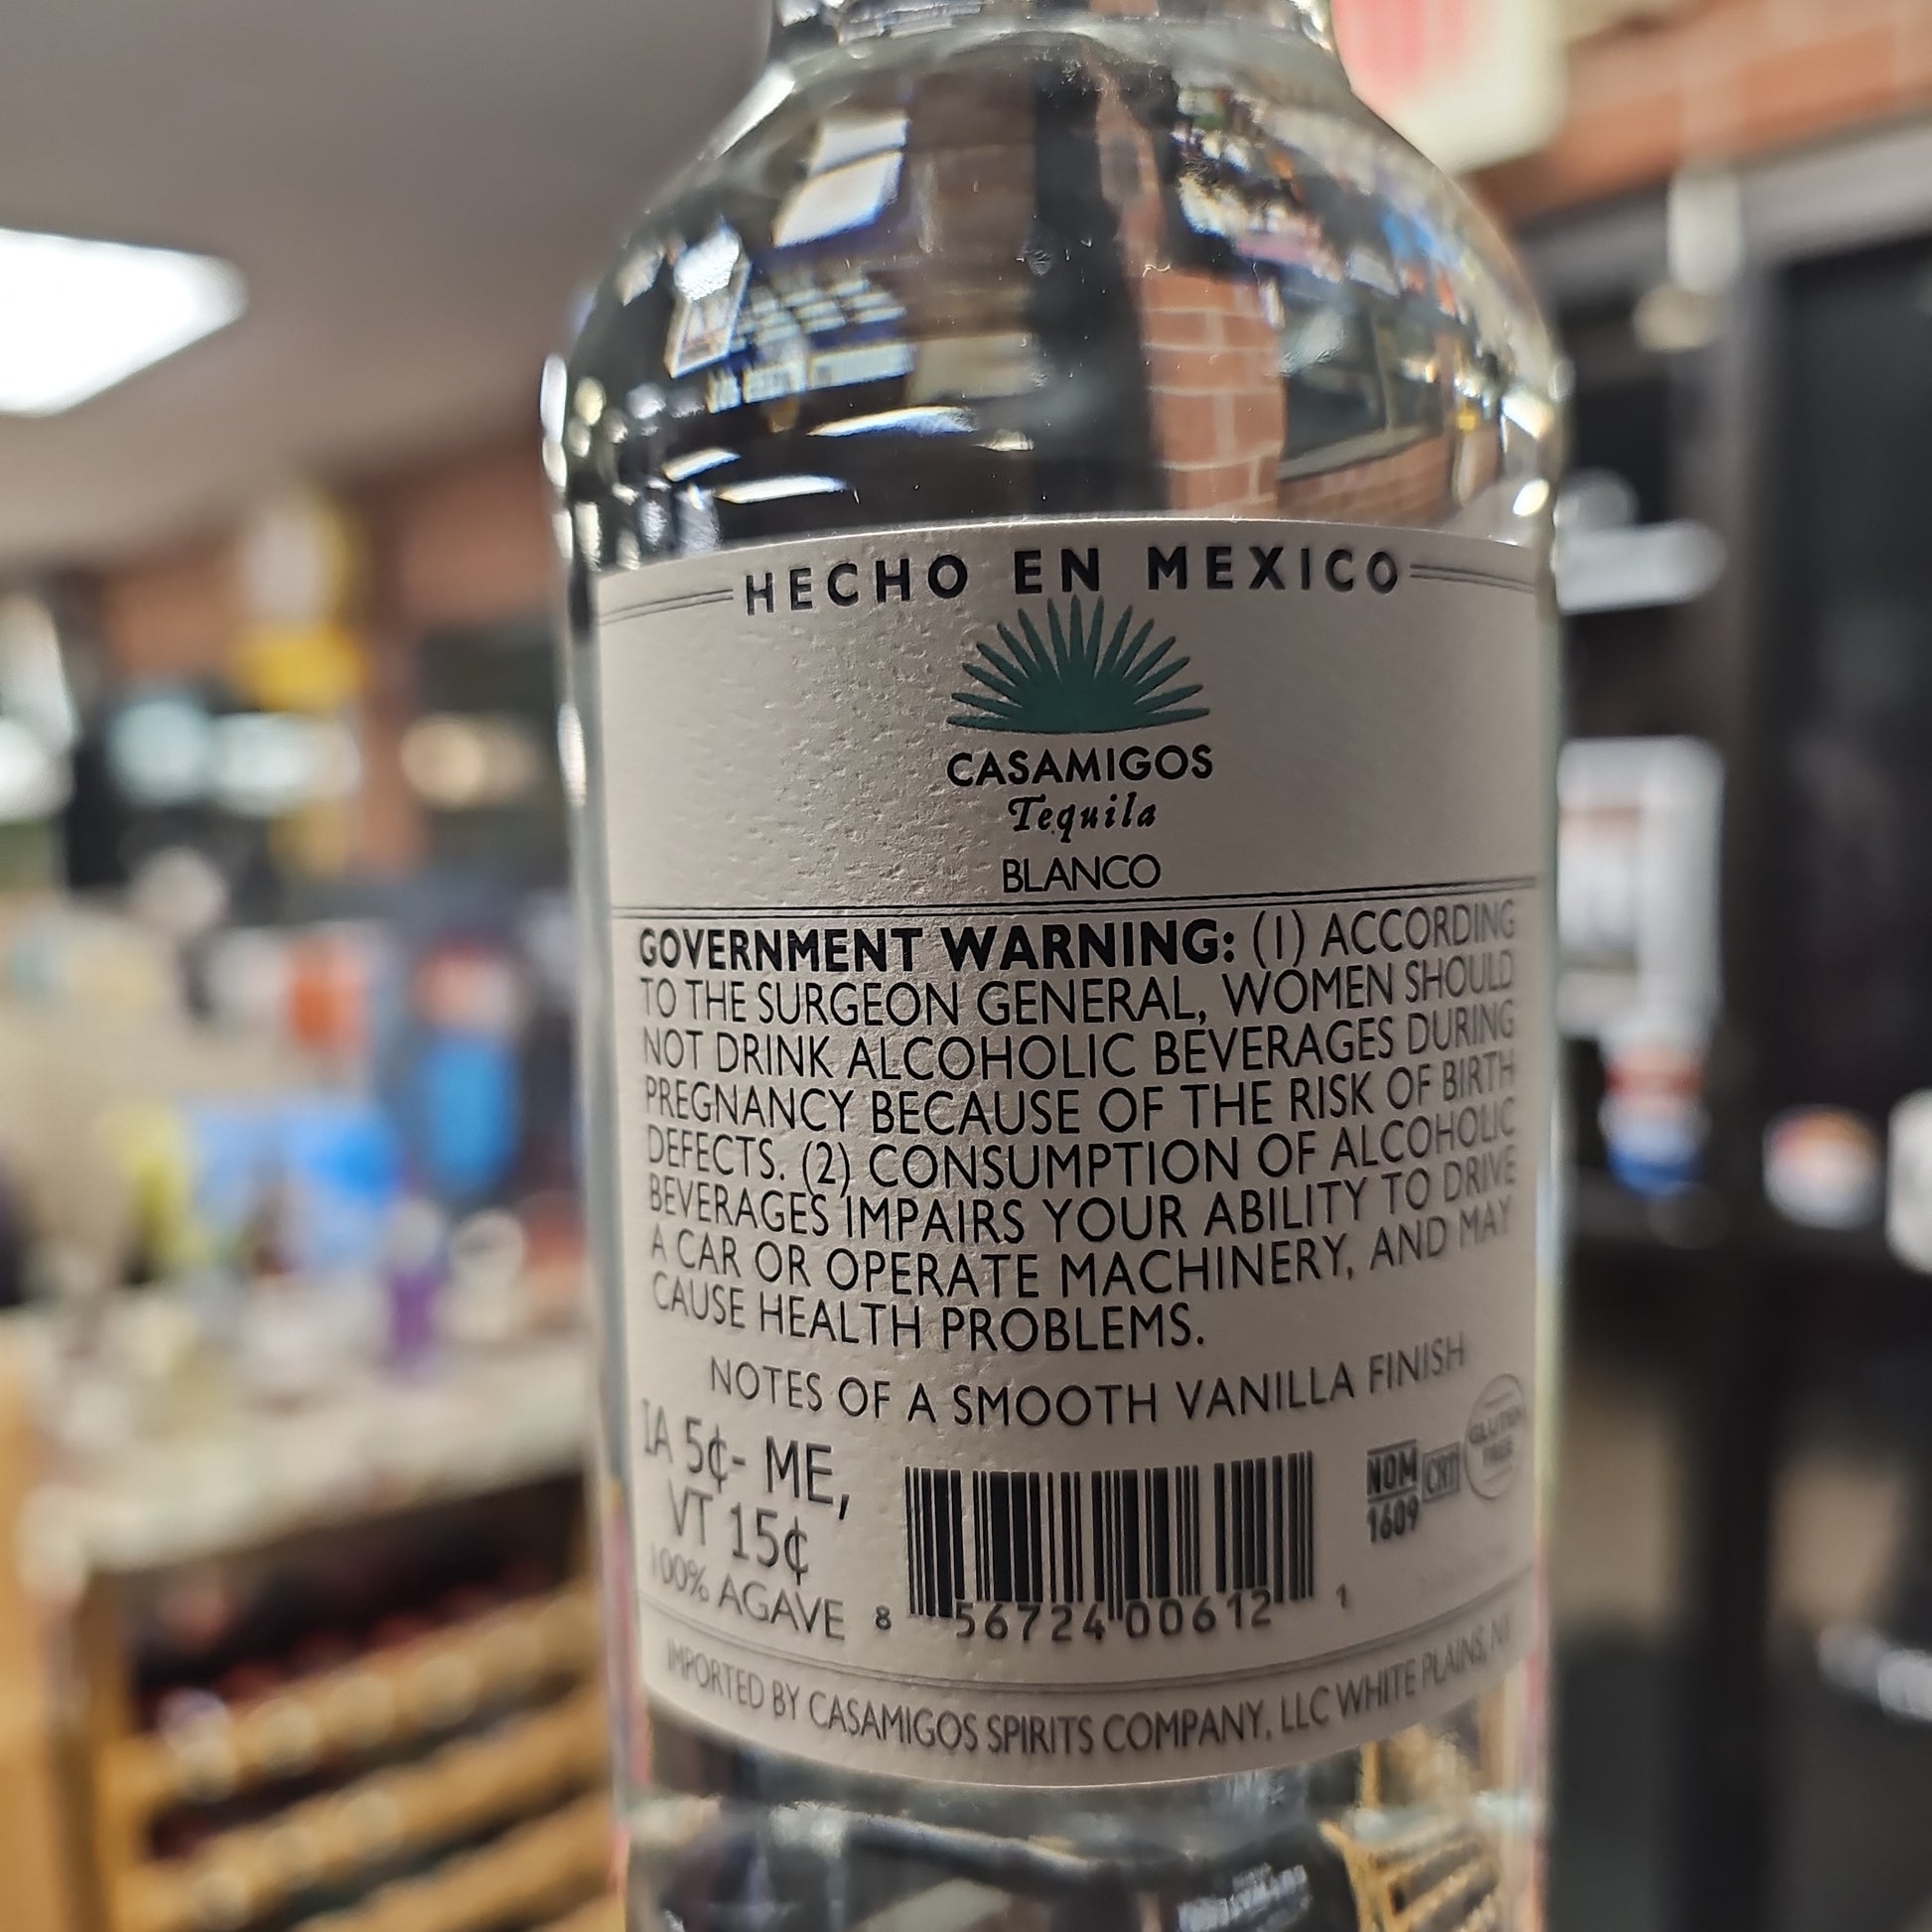 HECHO EN MEXICO
CASAMIGOS
Tequila
BLANCO
GOVERNMENT WARNING: (1) ACCORDING
TO THE SURGEON GENERAL, WOMEN SHOULD
NOT DRINK ALCOHOLIC BEVERAGES DURING
PREGNANCY BECAUSE OF THE RISK OF BIRTH
DEFECTS. (2) CONSUMPTION OF ALCOHOLIC
BEVERAGES IMPAIRS YOUR ABILITY TO DRIVE
A CAR OR OPERATE MACHINERY, AND MAY
CAUSE HEALTH PROBLEMS.
NOTES OF A SMOOTH VANILLA FINISH
IA 5¢- ME,
VT 15¢
100% AGAVE
8 56724 00612 1
NOM
1609
CRT
GLUTEN
FREE
IMPORTED BY CASAMIGOS SPIRITS COMPANY, LLC WHITE PLAINS, NY